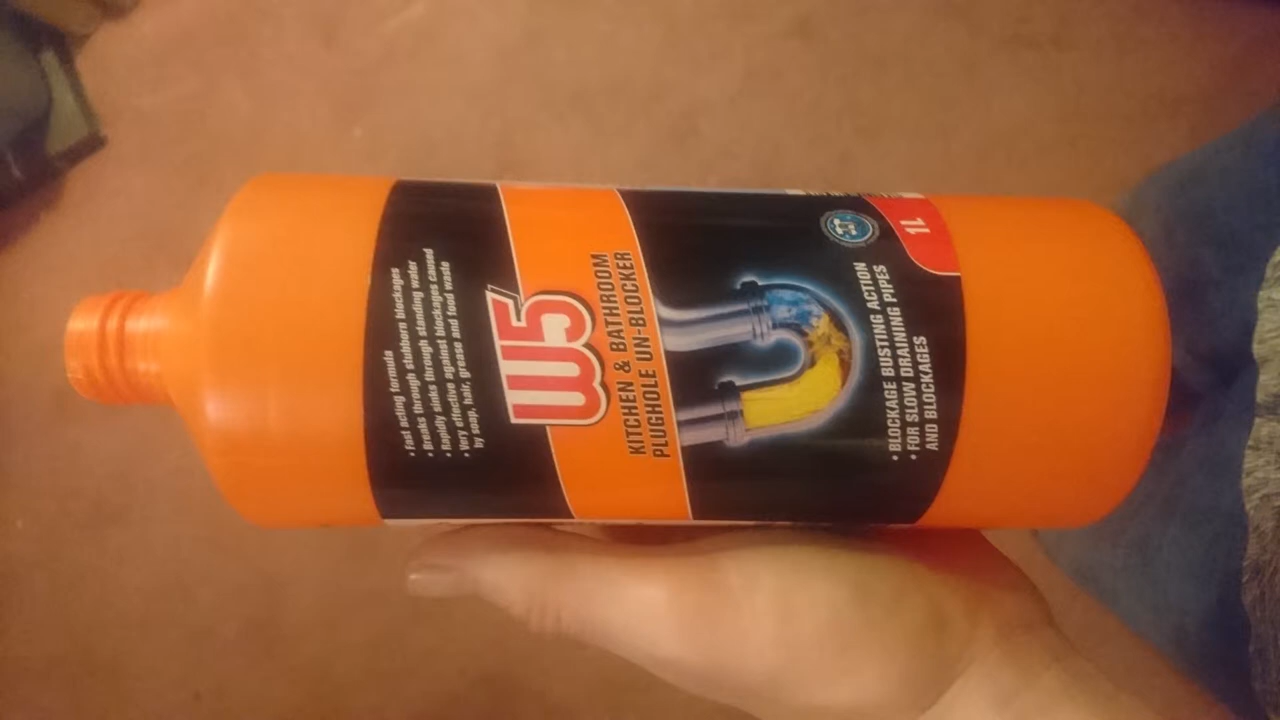 • Fast acting formula
• Breaks through stubborn blockages
• Rapidly sinks through standing water
• Very effective against blockages caused
by soap, hair, grease and food waste
W5
KITCHEN & BATHROOM
PLUGHOLE UN-BLOCKER
• BLOCKAGE BUSTING ACTION
• FOR SLOW DRAINING PIPES
AND BLOCKAGES
1L